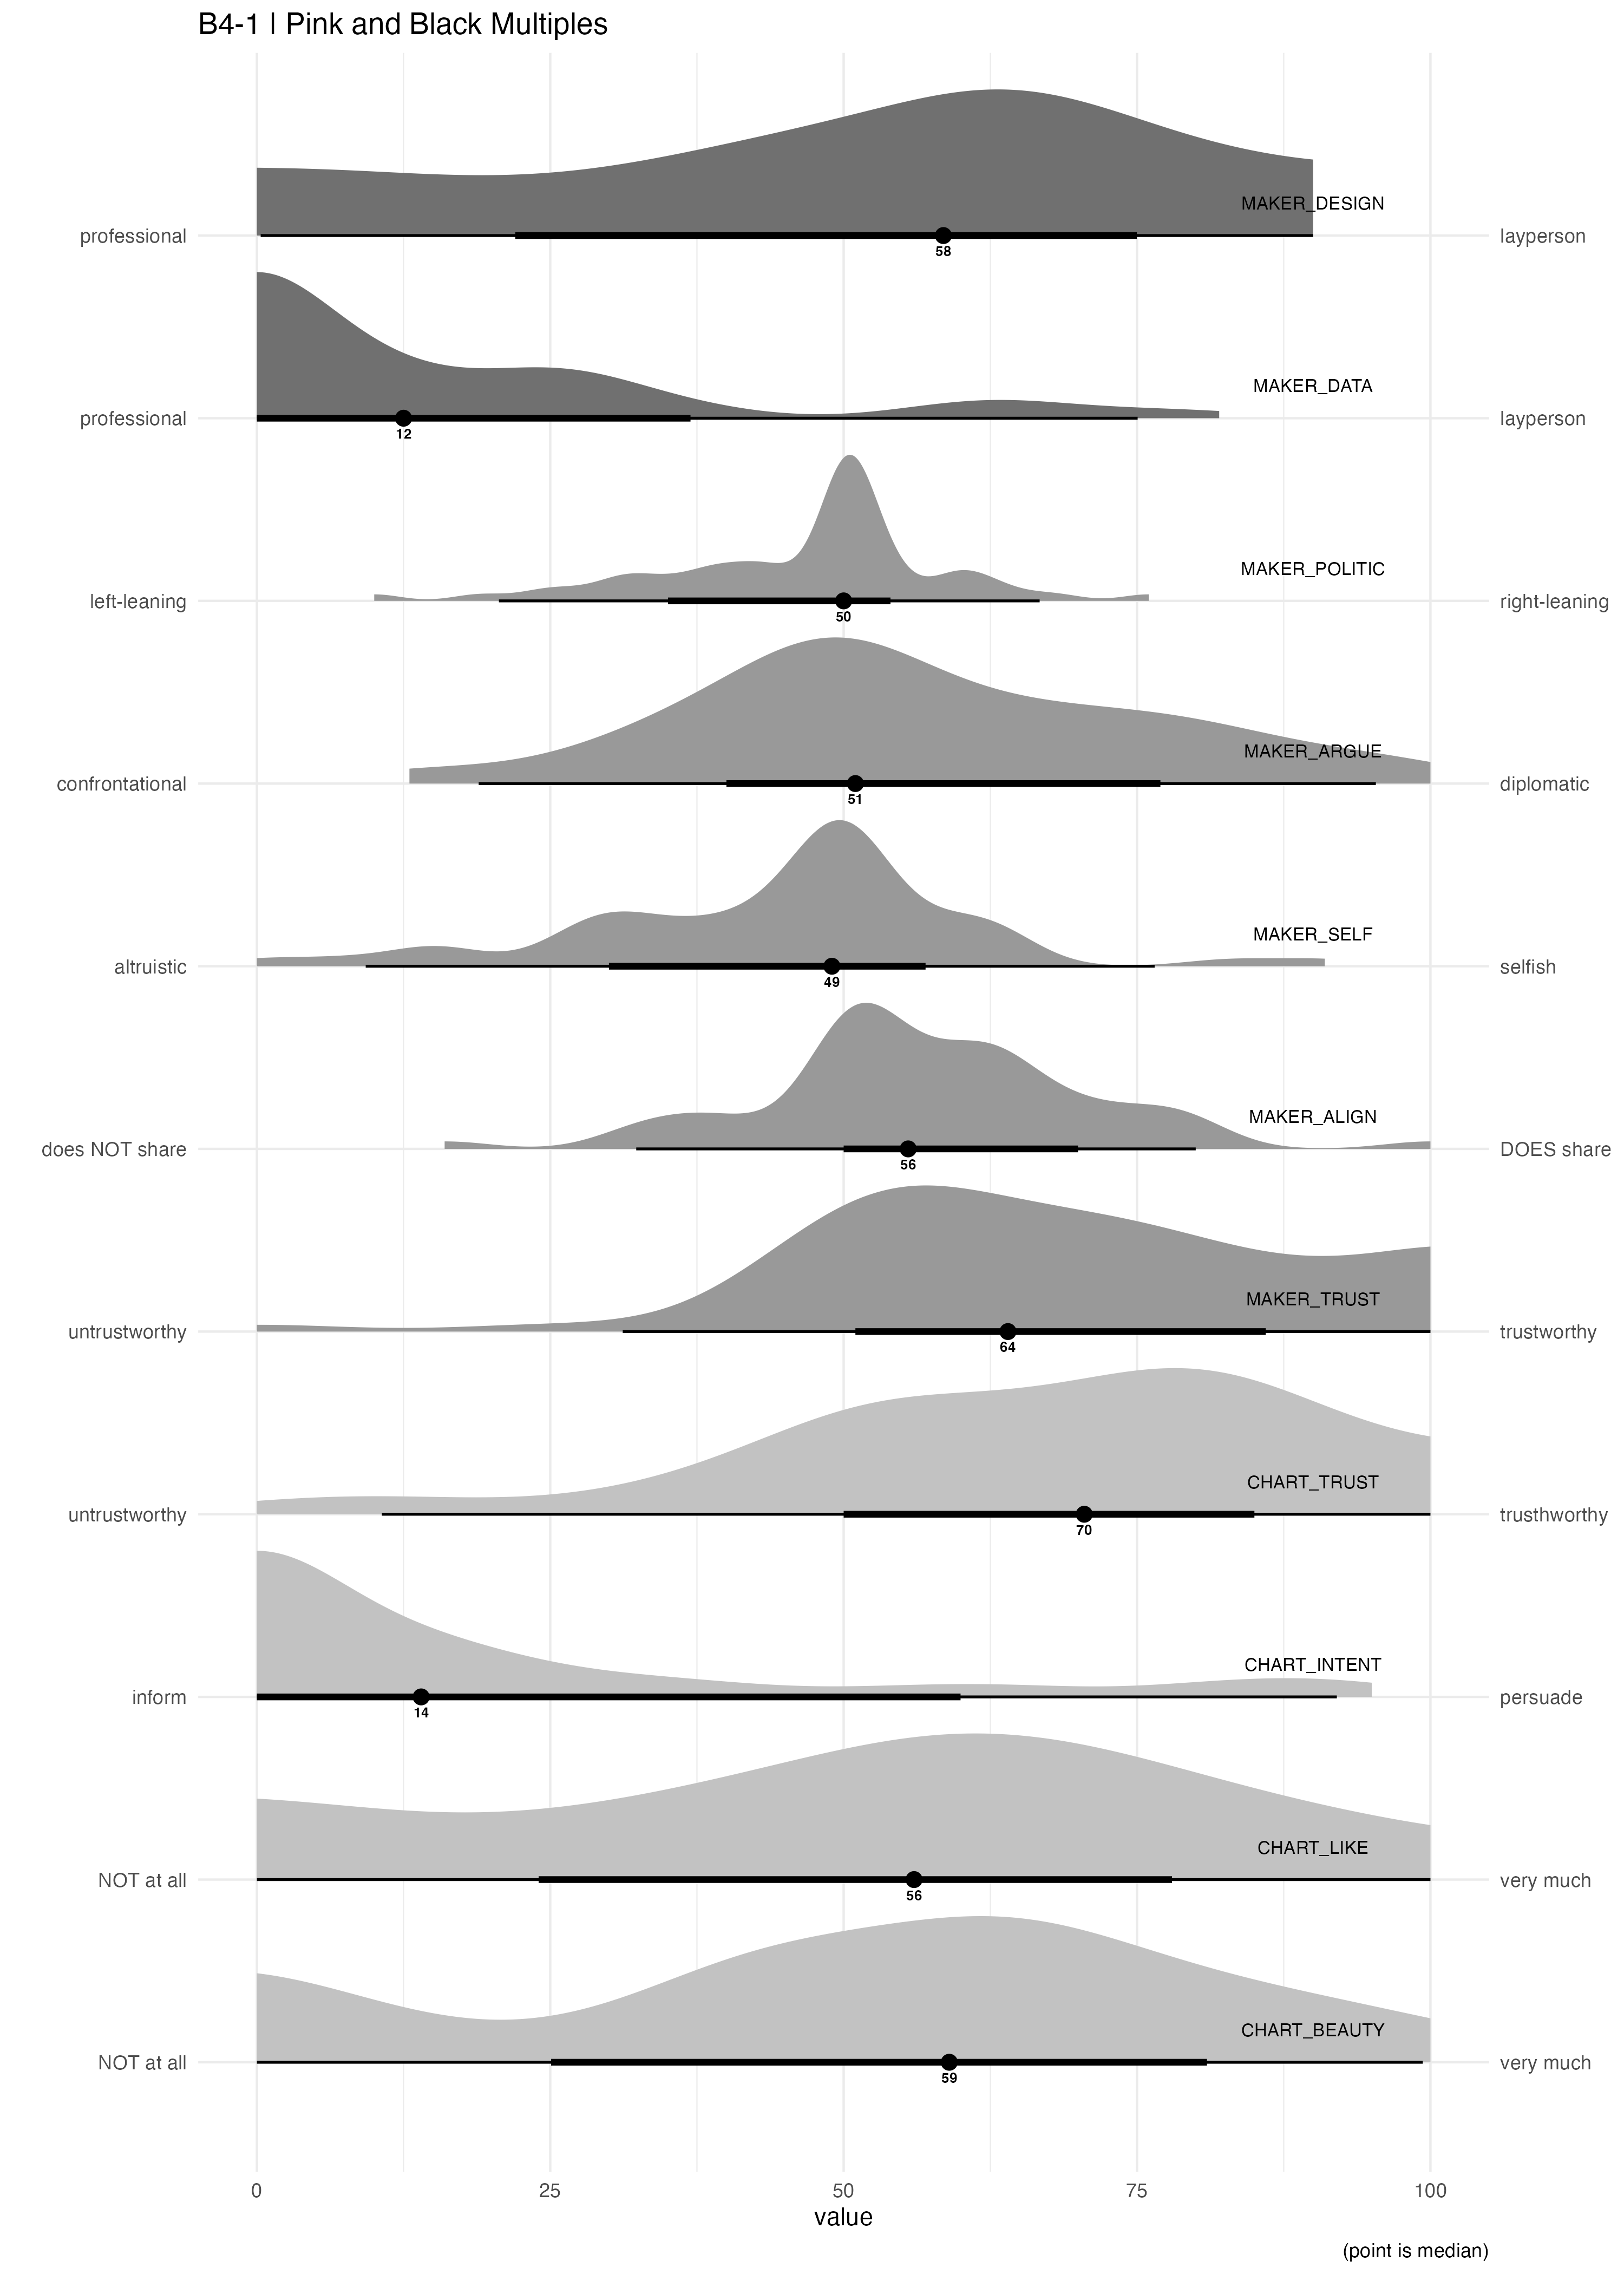 B4-1 | Pink and Black Multiples
MAKER_DESIGN
professional
layperson
58
MAKER_DATA
professional
layperson
12
MAKER_POLITIC
left-leaning
right-leaning
50
MAKER_ARGUE
confrontational
diplomatic
51
MAKER_SELF
altruistic
selfish
49
MAKER_ALIGN
does NOT share
DOES share
56
MAKER_TRUST
untrustworthy
trustworthy
64
CHART_TRUST
untrustworthy
trusthworthy
70
CHART_INTENT
inform
persuade
14
CHART_LIKE
NOT at all
very much
56
CHART_BEAUTY
NOT at all
very much
59
0 25 50 75 100
value
(point is median)